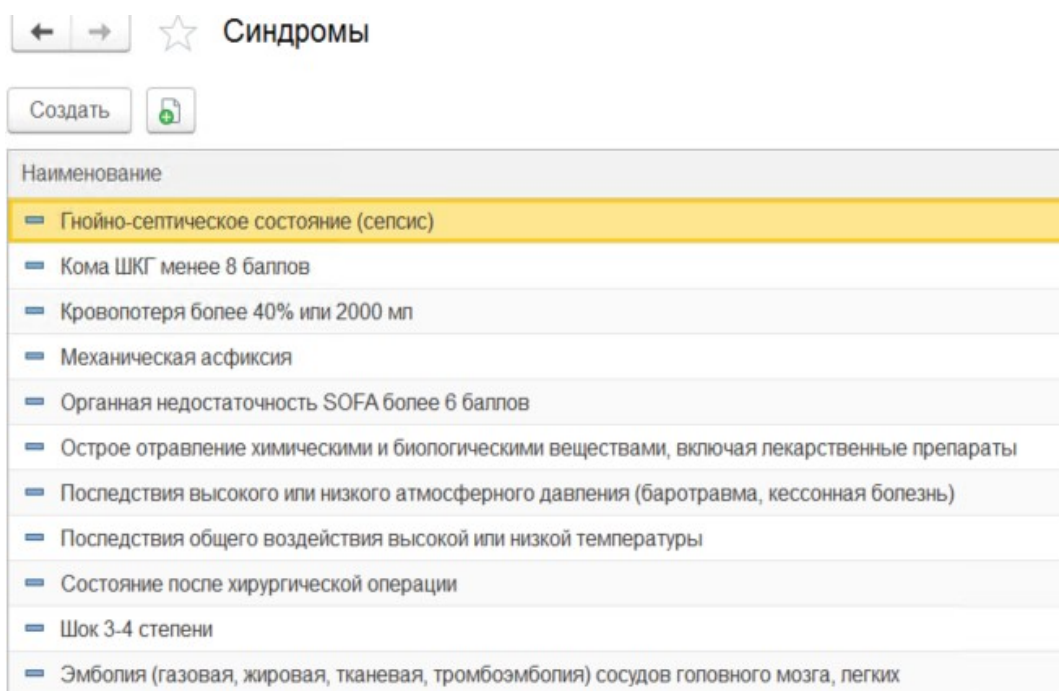 Синдромы
Создать
Наименование
Гнойно-септическое состояние (сепсис)
Кома ШКГ менее 8 баллов
Кровопотеря более 40% или 2000 мл
Механическая асфиксия
Органная недостаточность SOFA более 6 баллов
Острое отравление химическими и биологическими веществами, включая лекарственные препараты
Последствия высокого или низкого атмосферного давления (баротравма, кессонная болезнь)
Последствия общего воздействия высокой или низкой температуры
Состояние после хирургической операции
Шок 3-4 степени
Эмболия (газовая, жировая, тканевая, тромбоэмболия) сосудов головного мозга, легких